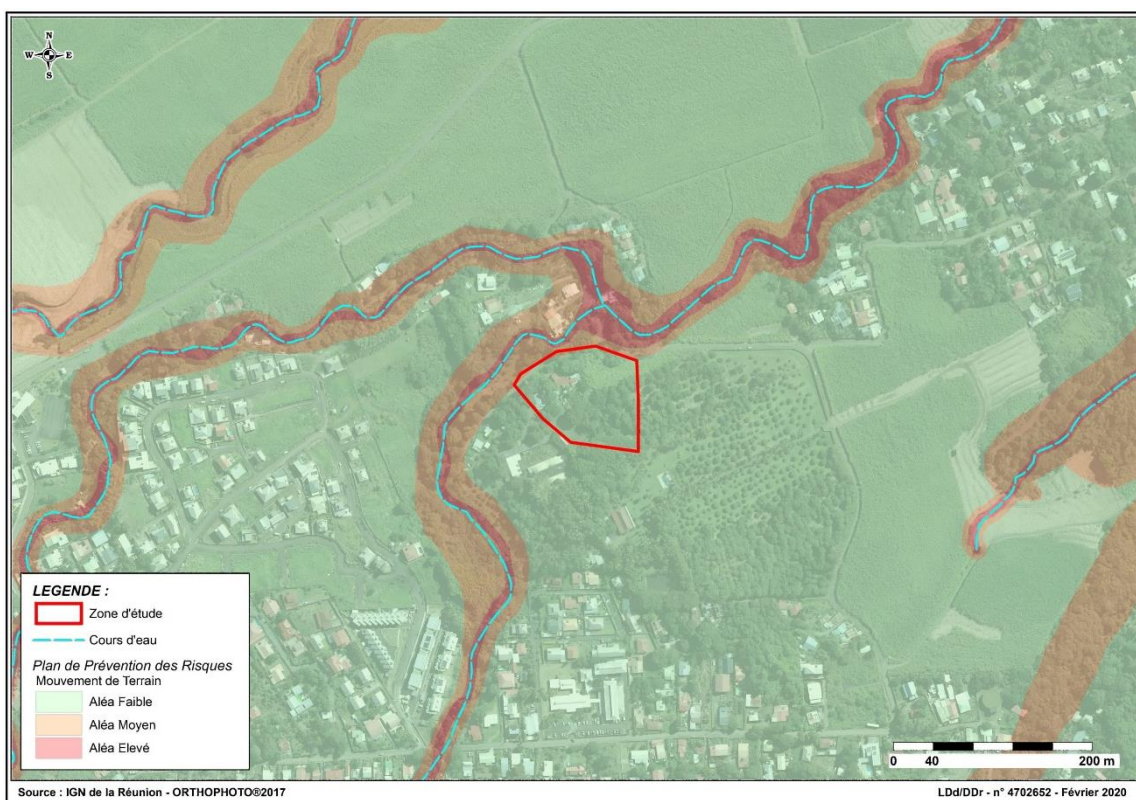 N
W E
S
LEGENDE :
Zone d'étude
Cours d'eau
Plan de Prévention des Risques
Mouvement de Terrain
Aléa Faible
Aléa Moyen
Aléa Elevé
0 40 200 m
Source : IGN de la Réunion - ORTHOPHOTO©2017 LDd/DDr - n° 4702652 - Février 2020